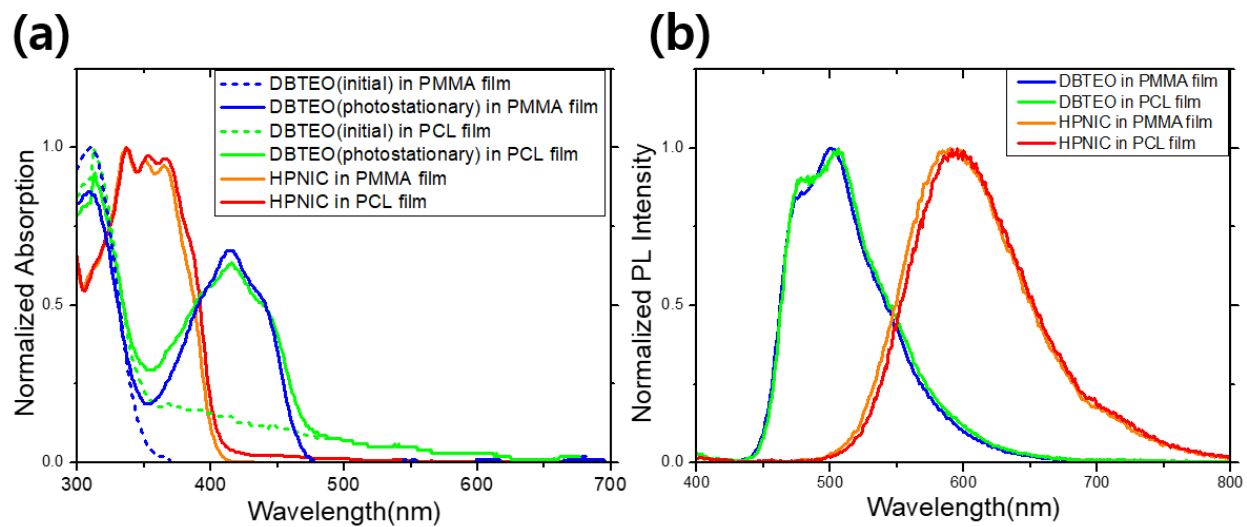 (a)
DBTEO(initial) in PMMA film
DBTEO(photostationary) in PMMA film
DBTEO(initial) in PCL film
DBTEO(photostationary) in PCL film
HPNIC in PMMA film
HPNIC in PCL film
Normalized Absorption
1.0
0.5
0.0
300 400 500 600 700
Wavelength(nm)
(b)
DBTEO in PMMA film
DBTEO in PCL film
HPNIC in PMMA film
HPNIC in PCL film
Normalized PL Intensity
1.0
0.5
0.0
400 500 600 700 800
Wavelength(nm)